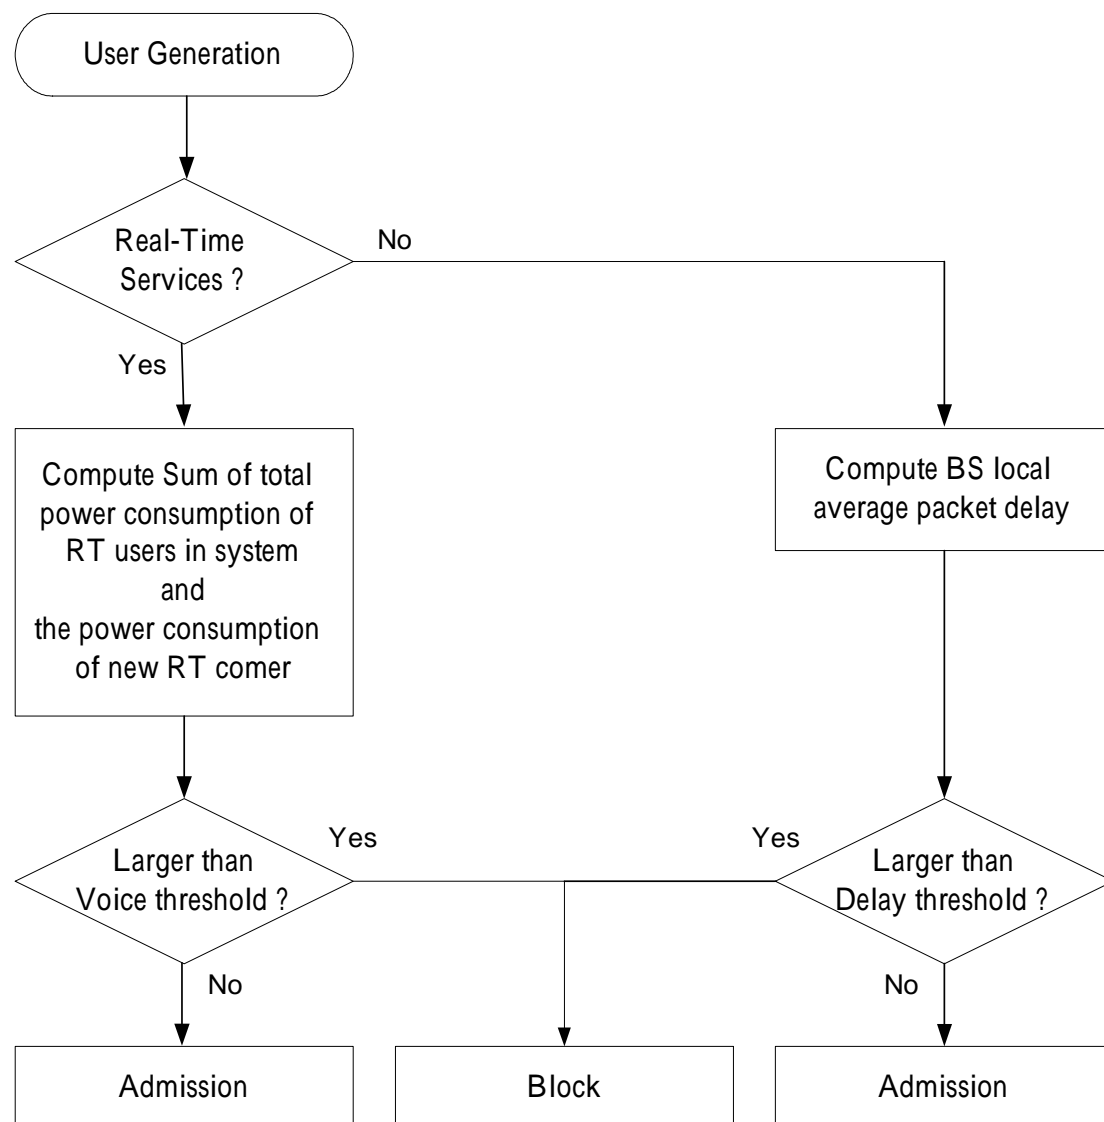 User Generation
Real-Time
Services ?
No
Yes
Compute Sum of total
power consumption of
RT users in system
and
the power consumption
of new RT comer
Compute BS local
average packet delay
Larger than
Voice threshold ?
Yes
Yes
Larger than
Delay threshold ?
No
No
Admission
Block
Admission